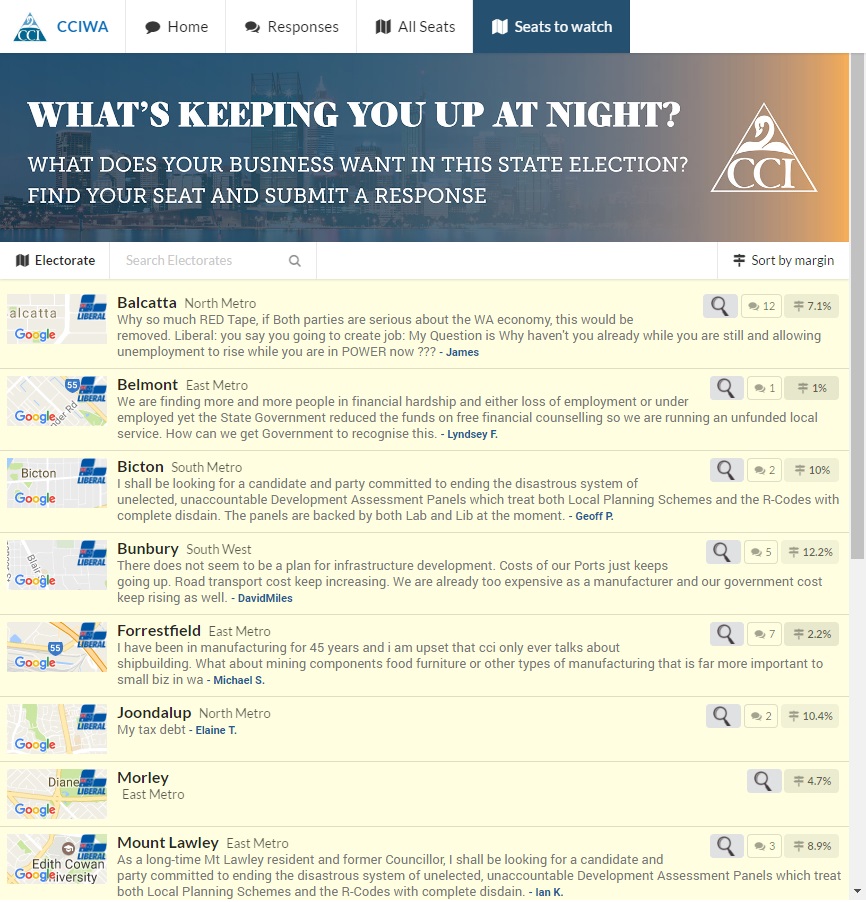 CCI CCIWA Home Responses All Seats Seats to watch
WHAT'S KEEPING YOU UP AT NIGHT?
WHAT DOES YOUR BUSINESS WANT IN THIS STATE ELECTION?
FIND YOUR SEAT AND SUBMIT A RESPONSE
CCI
Electorate Search Electorates Sort by margin
alcatta LIBERAL Google
Balcatta North Metro 12 7.1%
Why so much RED Tape, if Both parties are serious about the WA economy, this would be
removed. Liberal: you say you going to create job: My Question is Why haven't you already while you are still and allowing
unemployment to rise while you are in POWER now ??? - James
55 LIBERAL Google der Rd
Belmont East Metro 1 1%
We are finding more and more people in financial hardship and either loss of employment or under
employed yet the State Government reduced the funds on free financial counselling so we are running an unfunded local
service. How can we get Government to recognise this. - Lyndsey F.
Bicton LIBERAL Google
Bicton South Metro 2 10%
I shall be looking for a candidate and party committed to ending the disastrous system of
unelected, unaccountable Development Assessment Panels which treat both Local Planning Schemes and the R-Codes with
complete disdain. The panels are backed by both Lab and Lib at the moment. - Geoff P.
Blair LIBERAL Google
Bunbury South West 5 12.2%
There does not seem to be a plan for infrastructure development. Costs of our Ports just keeps
going up. Road transport cost keep increasing. We are already too expensive as a manufacturer and our government cost
keep rising as well. - DavidMiles
55 LIBERAL Google
Forrestfield East Metro 7 2.2%
I have been in manufacturing for 45 years and i am upset that cci only ever talks about
shipbuilding. What about mining components food furniture or other types of manufacturing that is far more important to
small biz in wa - Michael S.
LIBERAL Google
Joondalup North Metro 2 10.4%
My tax debt - Elaine T.
Diane LIBERAL Google
Morley 4.7%
East Metro
LIBERAL Edith Cowan Google niversity
Mount Lawley East Metro 3 8.9%
As a long-time Mt Lawley resident and former Councillor, I shall be looking for a candidate and
party committed to ending the disastrous system of unelected, unaccountable Development Assessment Panels which treat
both Local Planning Schemes and the R-Codes with complete disdain. - Ian K.